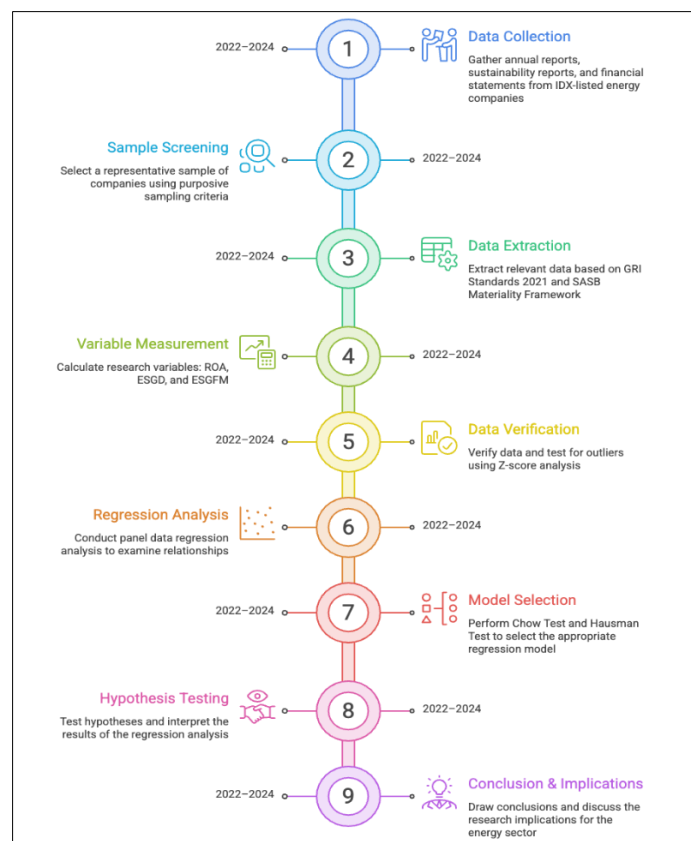 2022–2024
1
Data Collection
Gather annual reports,
sustainability reports, and financial
statements from IDX-listed energy
companies
Sample Screening
Select a representative sample of
companies using purposive
sampling criteria
2
2022–2024
2022–2024
3
Data Extraction
Extract relevant data based on GRI
Standards 2021 and SASB
Materiality Framework
Variable Measurement
Calculate research variables: ROA,
ESGD, and ESGFM
4
2022–2024
2022–2024
5
Data Verification
Verify data and test for outliers
using Z-score analysis
Regression Analysis
Conduct panel data regression
analysis to examine relationships
6
2022–2024
2022–2024
7
Model Selection
Perform Chow Test and Hausman
Test to select the appropriate
regression model
Hypothesis Testing
Test hypotheses and interpret the
results of the regression analysis
8
2022–2024
2022–2024
9
Conclusion & Implications
Draw conclusions and discuss the
research implications for the
energy sector